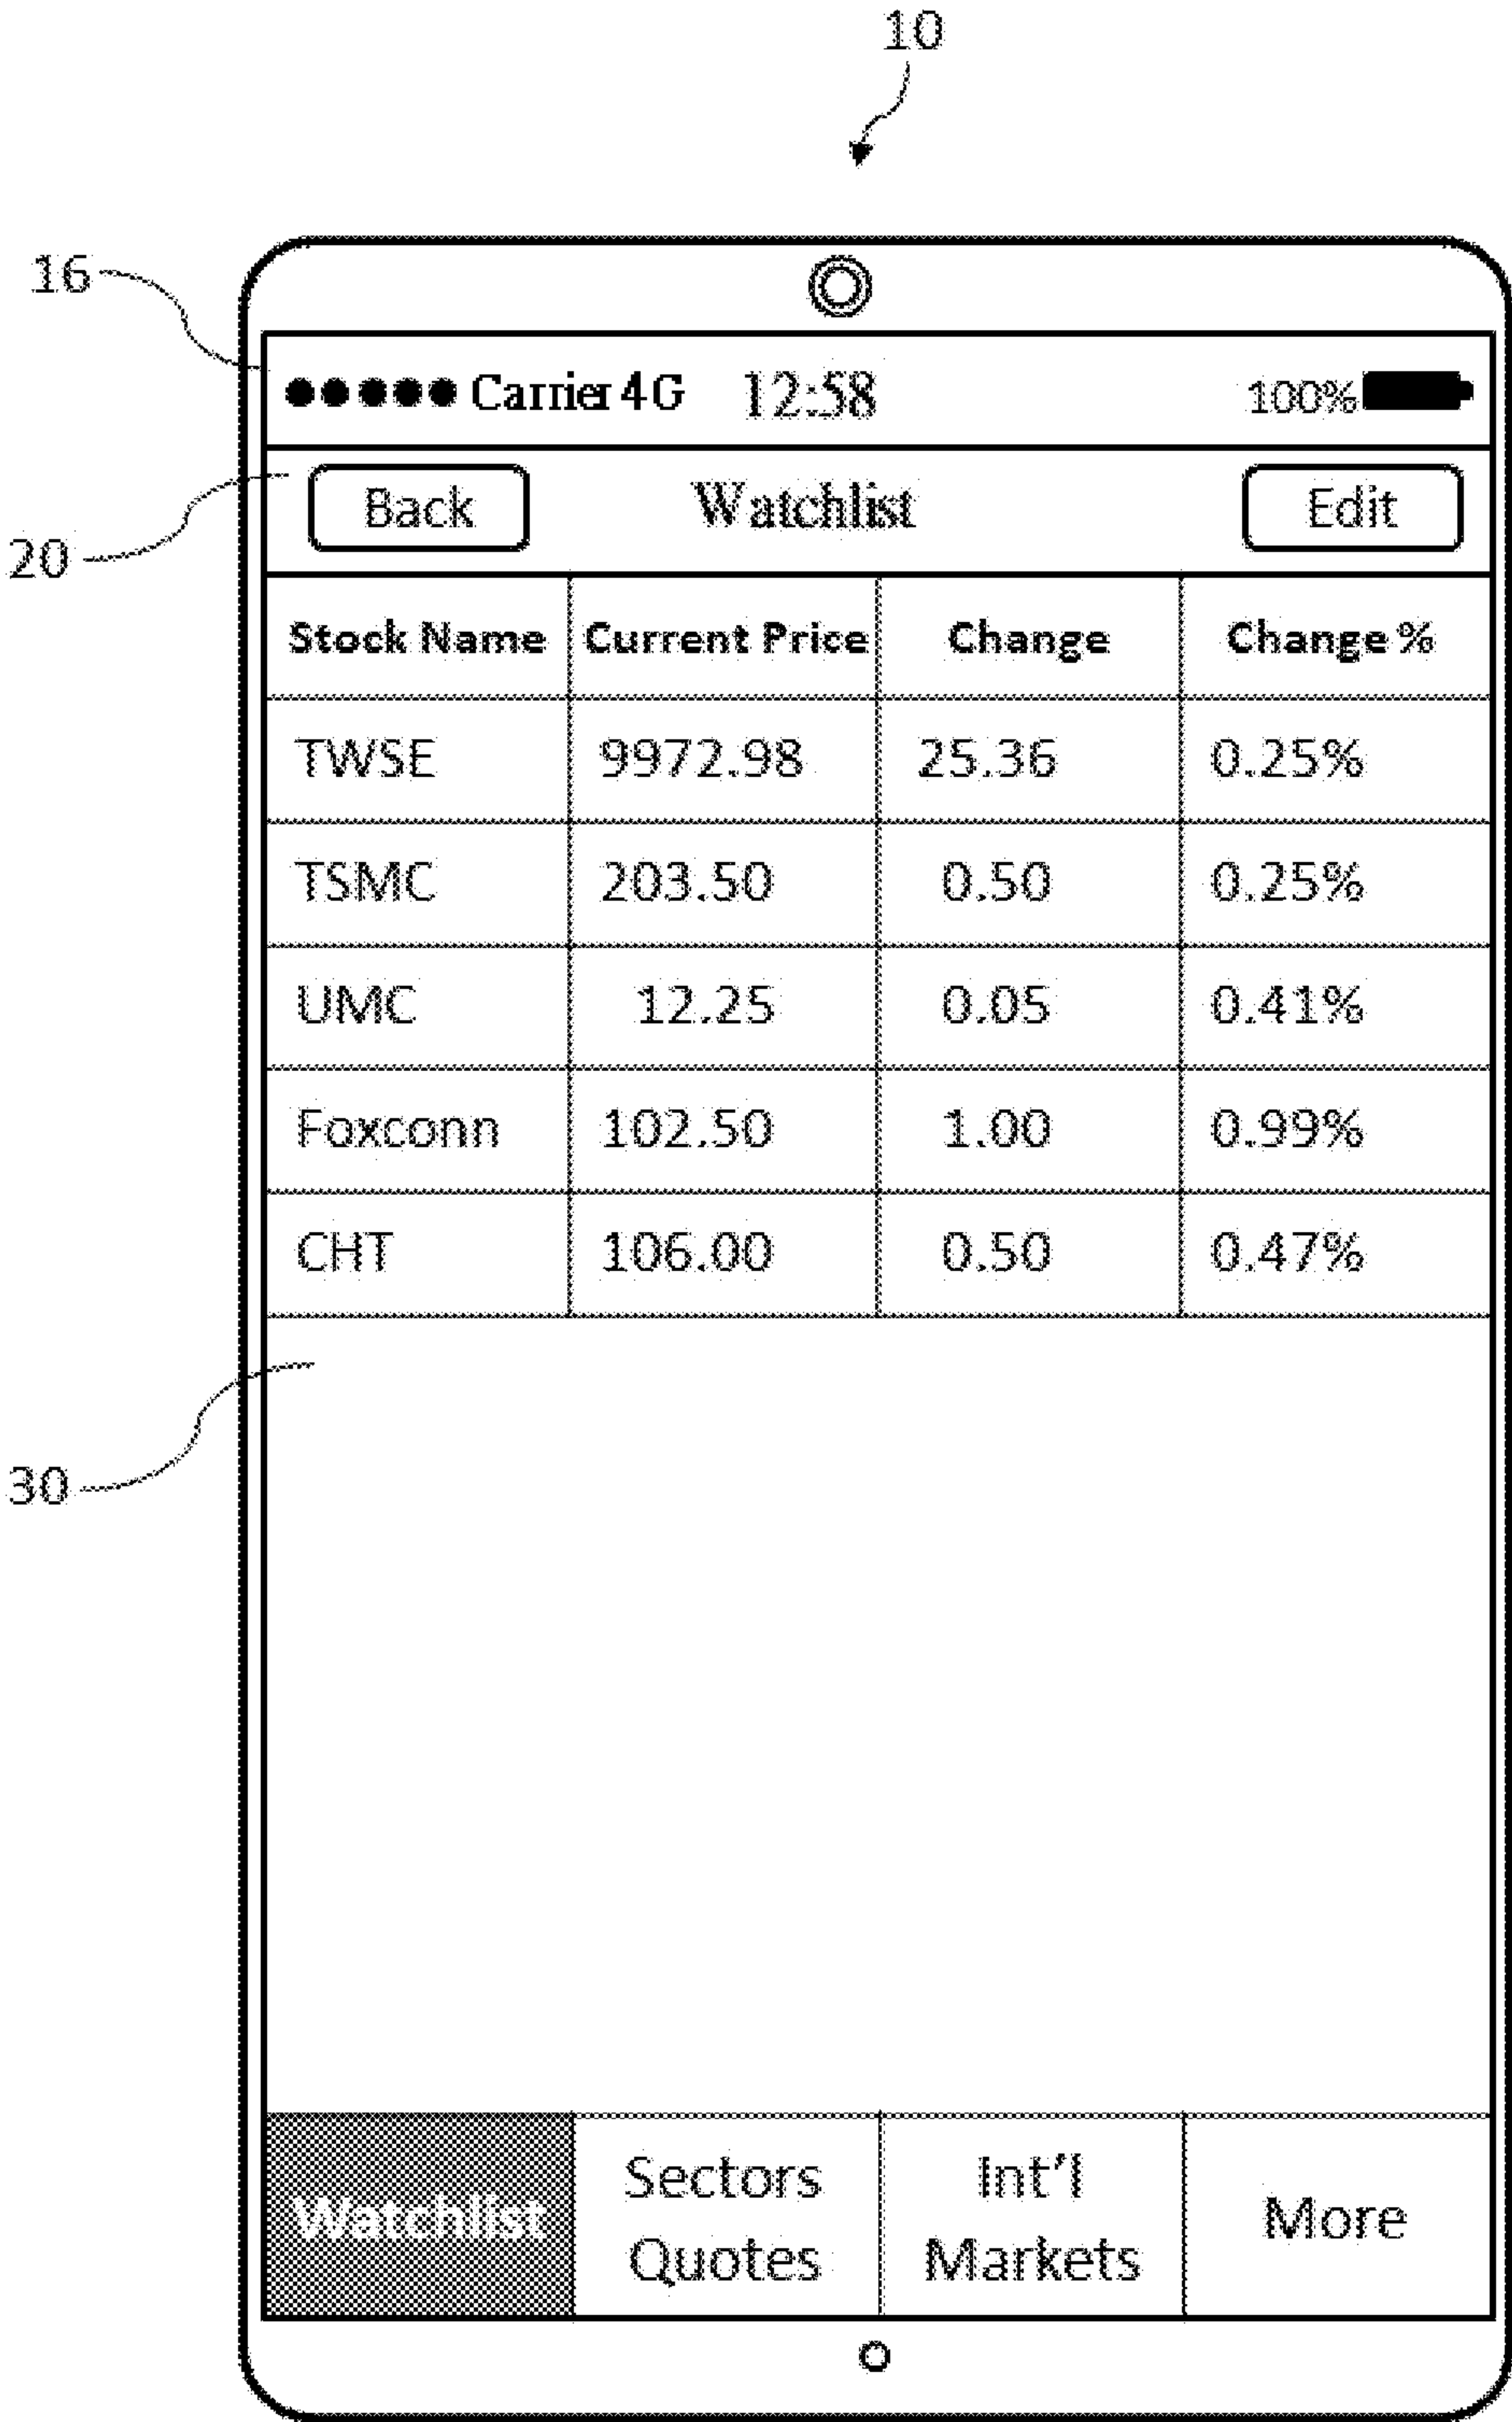 10
16
●●●●● Carrier 4G 12:58 100%
20
Back Watchlist Edit
Stock Name Current Price Change Change %
TWSE 9972.98 25.36 0.25%
TSMC 203.50 0.50 0.25%
UMC 12.25 0.05 0.41%
Foxconn 102.50 1.00 0.99%
CHT 106.00 0.50 0.47%
30
Watchlist Sectors Int'l More
Quotes Markets